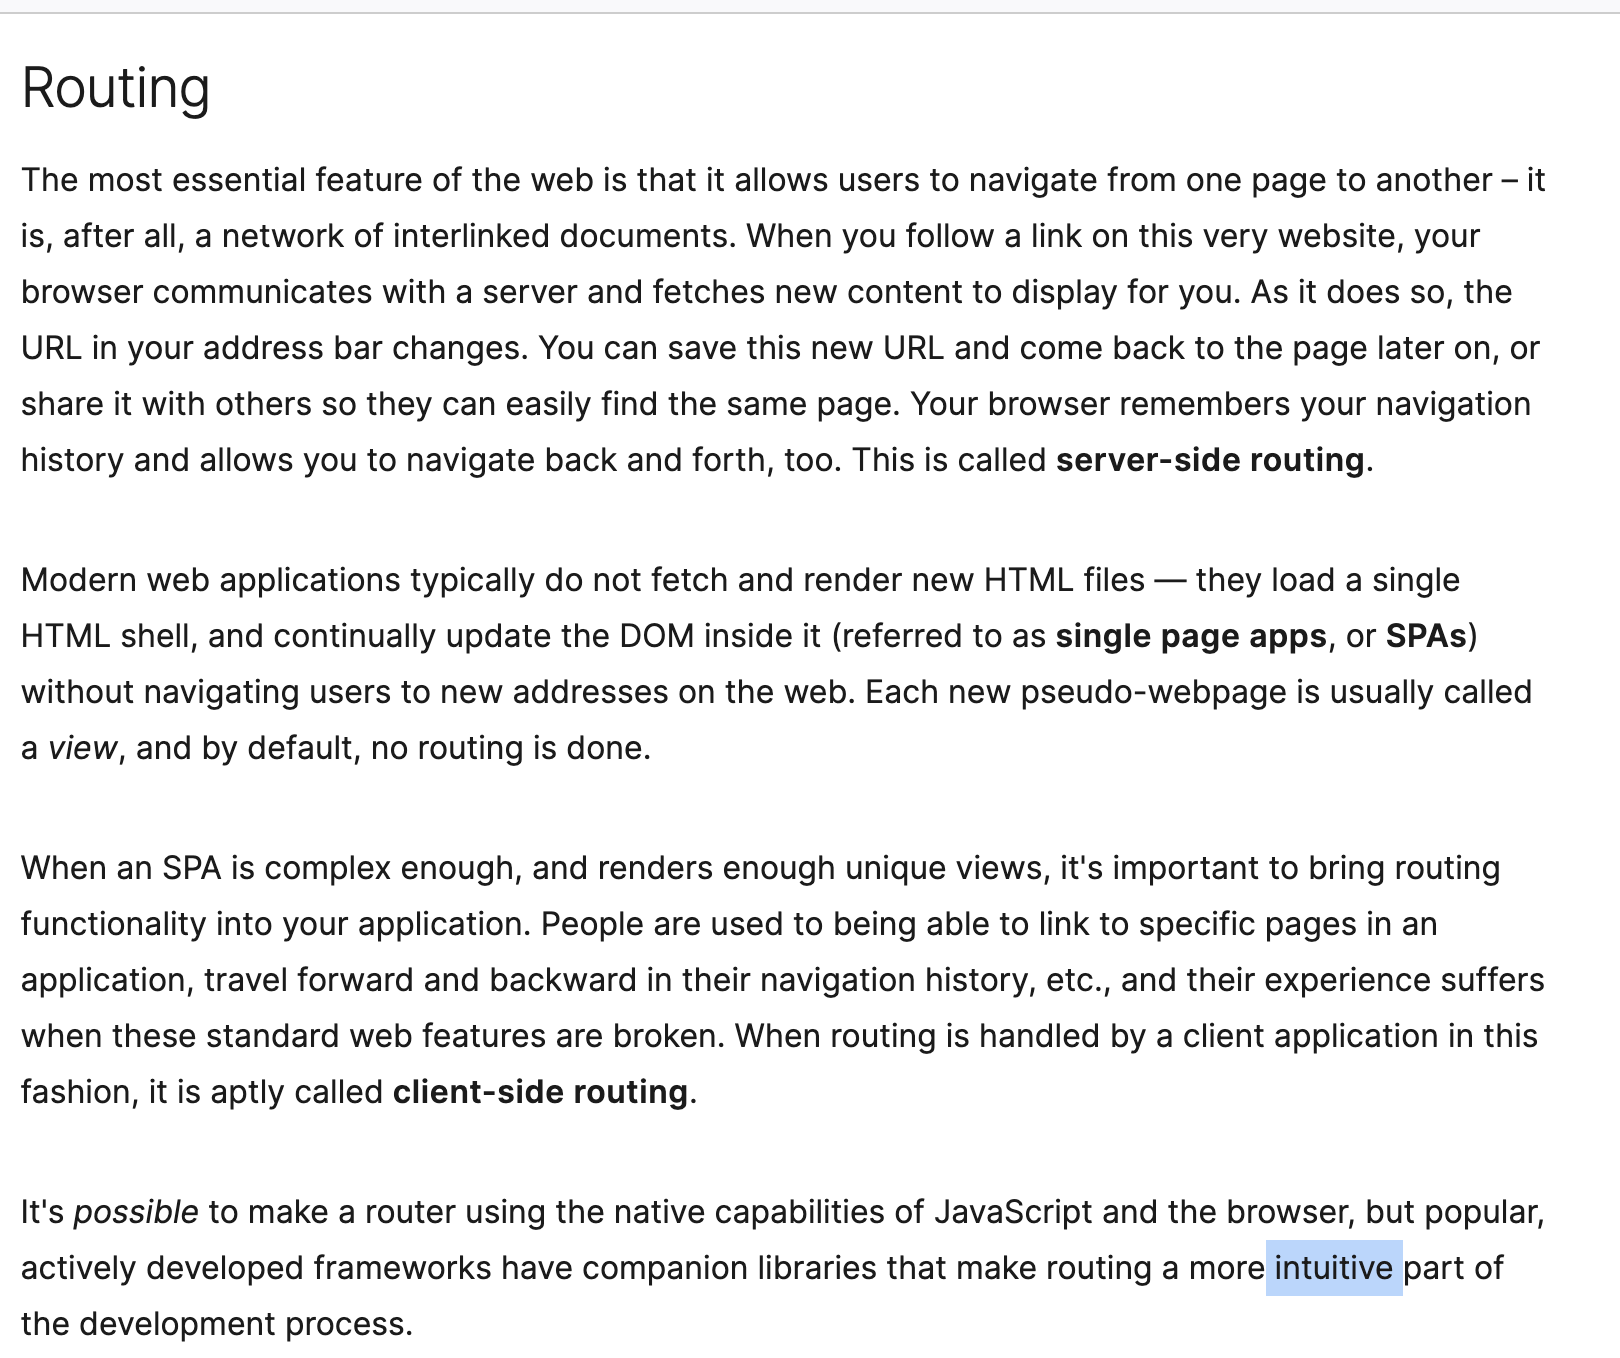 Routing
The most essential feature of the web is that it allows users to navigate from one page to another – it
is, after all, a network of interlinked documents. When you follow a link on this very website, your
browser communicates with a server and fetches new content to display for you. As it does so, the
URL in your address bar changes. You can save this new URL and come back to the page later on, or
share it with others so they can easily find the same page. Your browser remembers your navigation
history and allows you to navigate back and forth, too. This is called server-side routing.
Modern web applications typically do not fetch and render new HTML files — they load a single
HTML shell, and continually update the DOM inside it (referred to as single page apps, or SPAs)
without navigating users to new addresses on the web. Each new pseudo-webpage is usually called
a view, and by default, no routing is done.
When an SPA is complex enough, and renders enough unique views, it's important to bring routing
functionality into your application. People are used to being able to link to specific pages in an
application, travel forward and backward in their navigation history, etc., and their experience suffers
when these standard web features are broken. When routing is handled by a client application in this
fashion, it is aptly called client-side routing.
It's possible to make a router using the native capabilities of JavaScript and the browser, but popular,
actively developed frameworks have companion libraries that make routing a more intuitive part of
the development process.